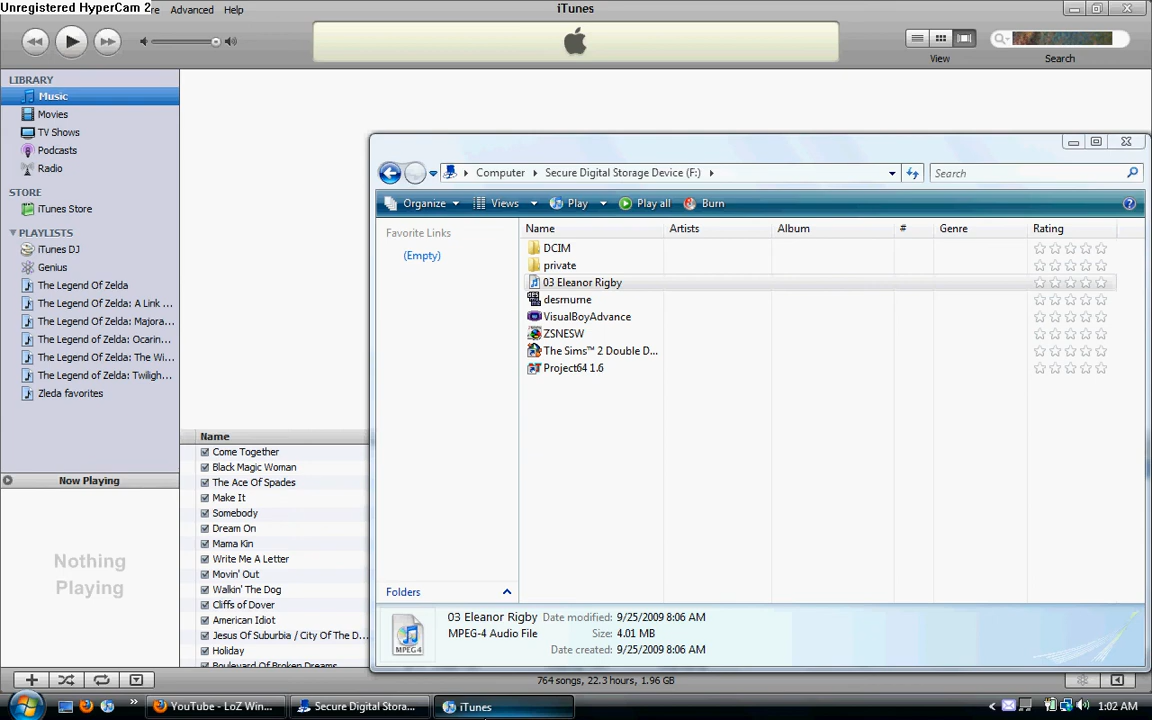 Unregistered HyperCam 2
re Advanced Help
iTunes
View
Search
LIBRARY
Music
Movies
TV Shows
Podcasts
Radio
STORE
iTunes Store
PLAYLISTS
iTunes DJ
Genius
The Legend Of Zelda
The Legend Of Zelda: A Link ...
The Legend Of Zelda: Majora...
The Legend of Zelda: Ocarin...
The Legend of Zelda: The Wi...
The Legend of Zelda: Twiligh...
Zleda favorites
Now Playing
Nothing
Playing
Name
Come Together
Black Magic Woman
The Ace Of Spades
Make It
Somebody
Dream On
Mama Kin
Write Me A Letter
Movin' Out
Walkin' The Dog
Cliffs of Dover
American Idiot
Jesus Of Suburbia / City Of The D...
Holiday
Boulevard Of Broken Dreams
Computer Secure Digital Storage Device (F:)
Search
Organize Views Play Play all Burn
Favorite Links
(Empty)
Name Artists Album # Genre Rating
DCIM
private
03 Eleanor Rigby
desmume
VisualBoyAdvance
ZSNESW
The Sims™ 2 Double D...
Project64 1.6
Folders
MPEG-4
03 Eleanor Rigby Date modified: 9/25/2009 8:06 AM
MPEG-4 Audio File Size: 4.01 MB
Date created: 9/25/2009 8:06 AM
764 songs, 22.3 hours, 1.96 GB
YouTube - LoZ Win... Secure Digital Stora... iTunes 1:02 AM